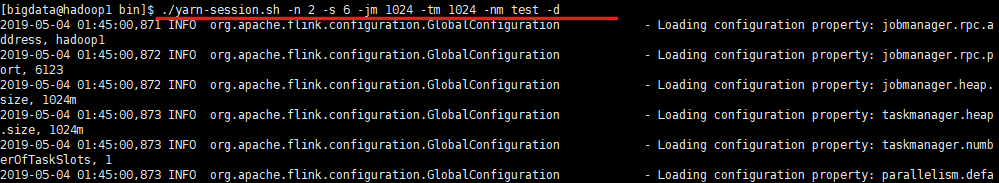 [bigdata@hadoop1 bin]$ ./yarn-session.sh -n 2 -s 6 -jm 1024 -tm 1024 -nm test -d
2019-05-04 01:45:00,871 INFO  org.apache.flink.configuration.GlobalConfiguration            - Loading configuration property: jobmanager.rpc.a
ddress, hadoop1
2019-05-04 01:45:00,872 INFO  org.apache.flink.configuration.GlobalConfiguration            - Loading configuration property: jobmanager.rpc.p
ort, 6123
2019-05-04 01:45:00,872 INFO  org.apache.flink.configuration.GlobalConfiguration            - Loading configuration property: jobmanager.heap.
size, 1024m
2019-05-04 01:45:00,873 INFO  org.apache.flink.configuration.GlobalConfiguration            - Loading configuration property: taskmanager.heap
.size, 1024m
2019-05-04 01:45:00,873 INFO  org.apache.flink.configuration.GlobalConfiguration            - Loading configuration property: taskmanager.numb
erOfTaskSlots, 1
2019-05-04 01:45:00,873 INFO  org.apache.flink.configuration.GlobalConfiguration            - Loading configuration property: parallelism.defa